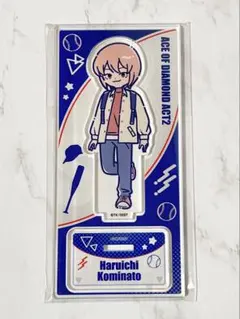 ACE OF DIAMOND ACT2
Haruichi
Kominato